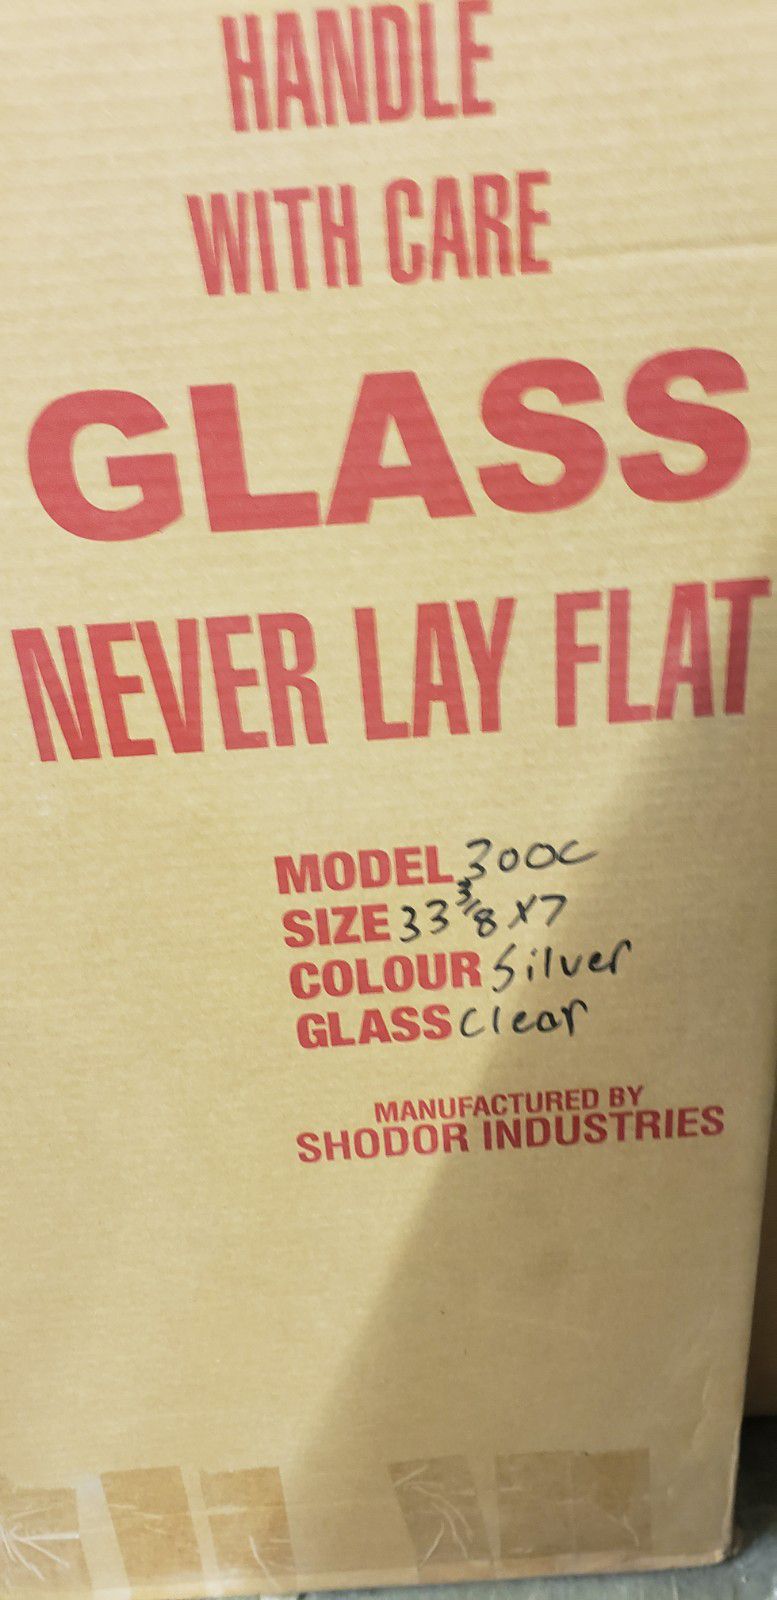 HANDLE
WITH CARE
GLASS
NEVER LAY FLAT
MODEL 300C
SIZE 33 3/8 x 7
COLOUR Silver
GLASS Clear
MANUFACTURED BY
SHODOR INDUSTRIES